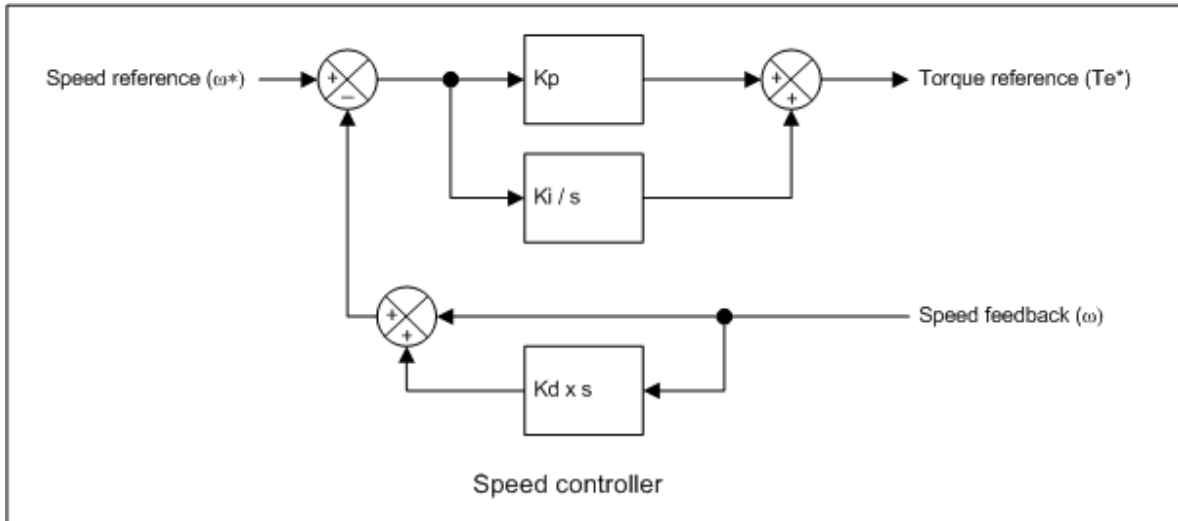 Speed reference (ω*)
+
−
Kp
+
+
Torque reference (Te*)
Ki / s
+
+
Speed feedback (ω)
Kd x s
Speed controller